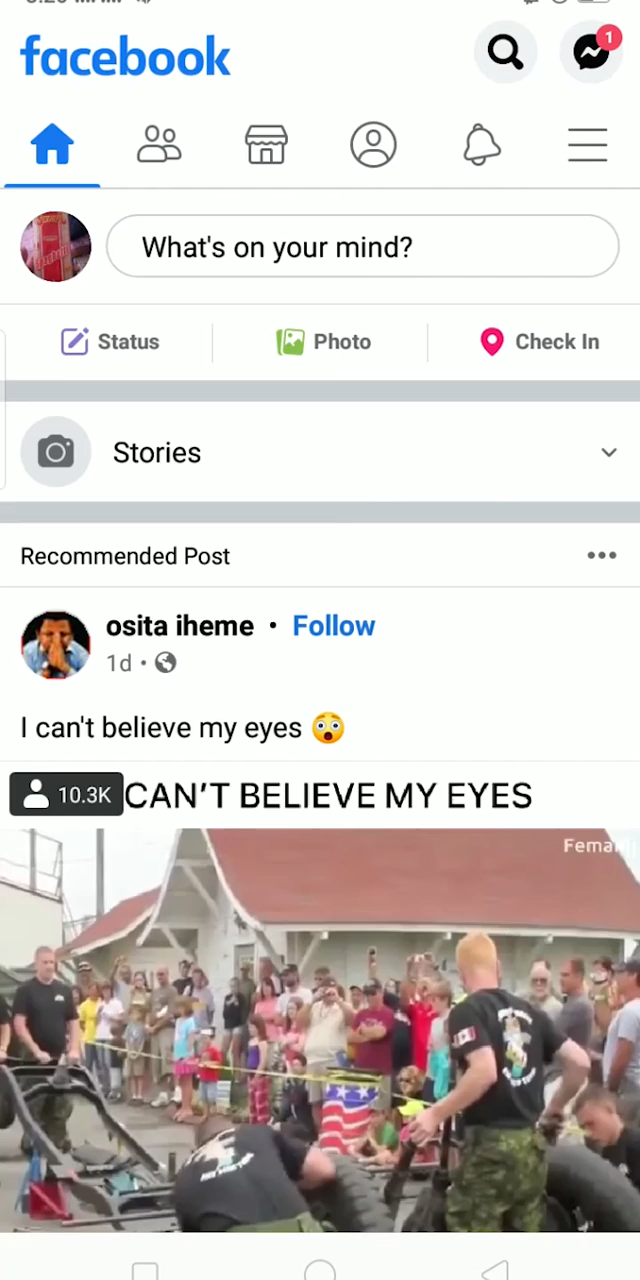 facebook
1
What's on your mind?
Status
Photo
Check In
Stories
Recommended Post
osita iheme • Follow
1d
I can't believe my eyes 😲
10.3K
CAN'T BELIEVE MY EYES